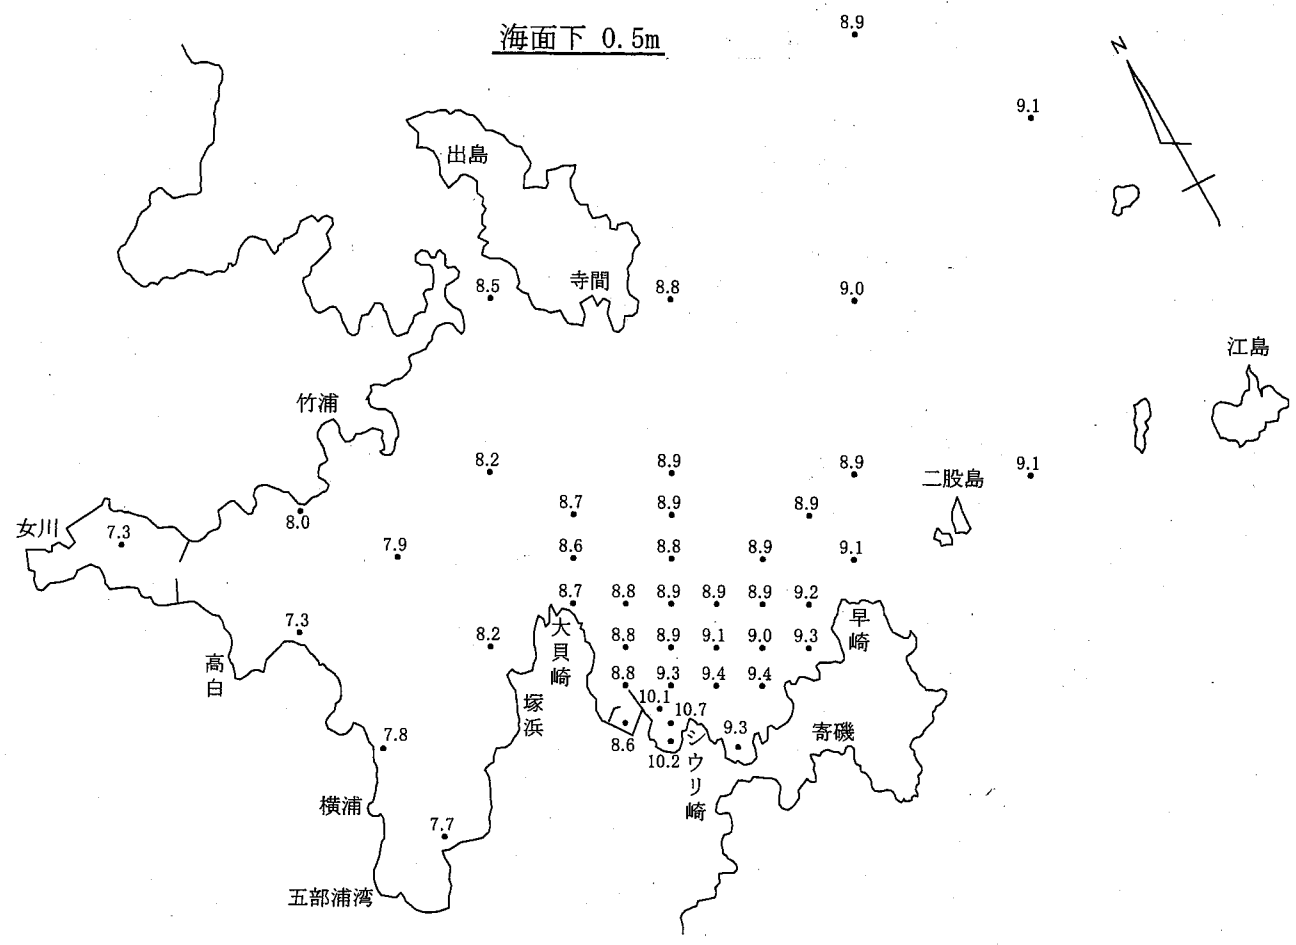 海面下 0.5m
8.9
N
9.1
出島
寺間
8.5
8.8
9.0
江島
竹浦
8.2
8.9
8.9
9.1
二股島
8.7
8.9
8.9
女川
7.3
8.0
7.9
8.6
8.8
8.9
9.1
8.7
8.8
8.9
8.9
8.9
9.2
7.3
8.2
大貝崎
8.8
8.9
9.1
9.0
9.3
早崎
高白
8.8
9.3
9.4
9.4
塚浜
10.1
10.7
7.8
8.6
10.2
シウリ崎
9.3
寄磯
横浦
7.7
五部浦湾